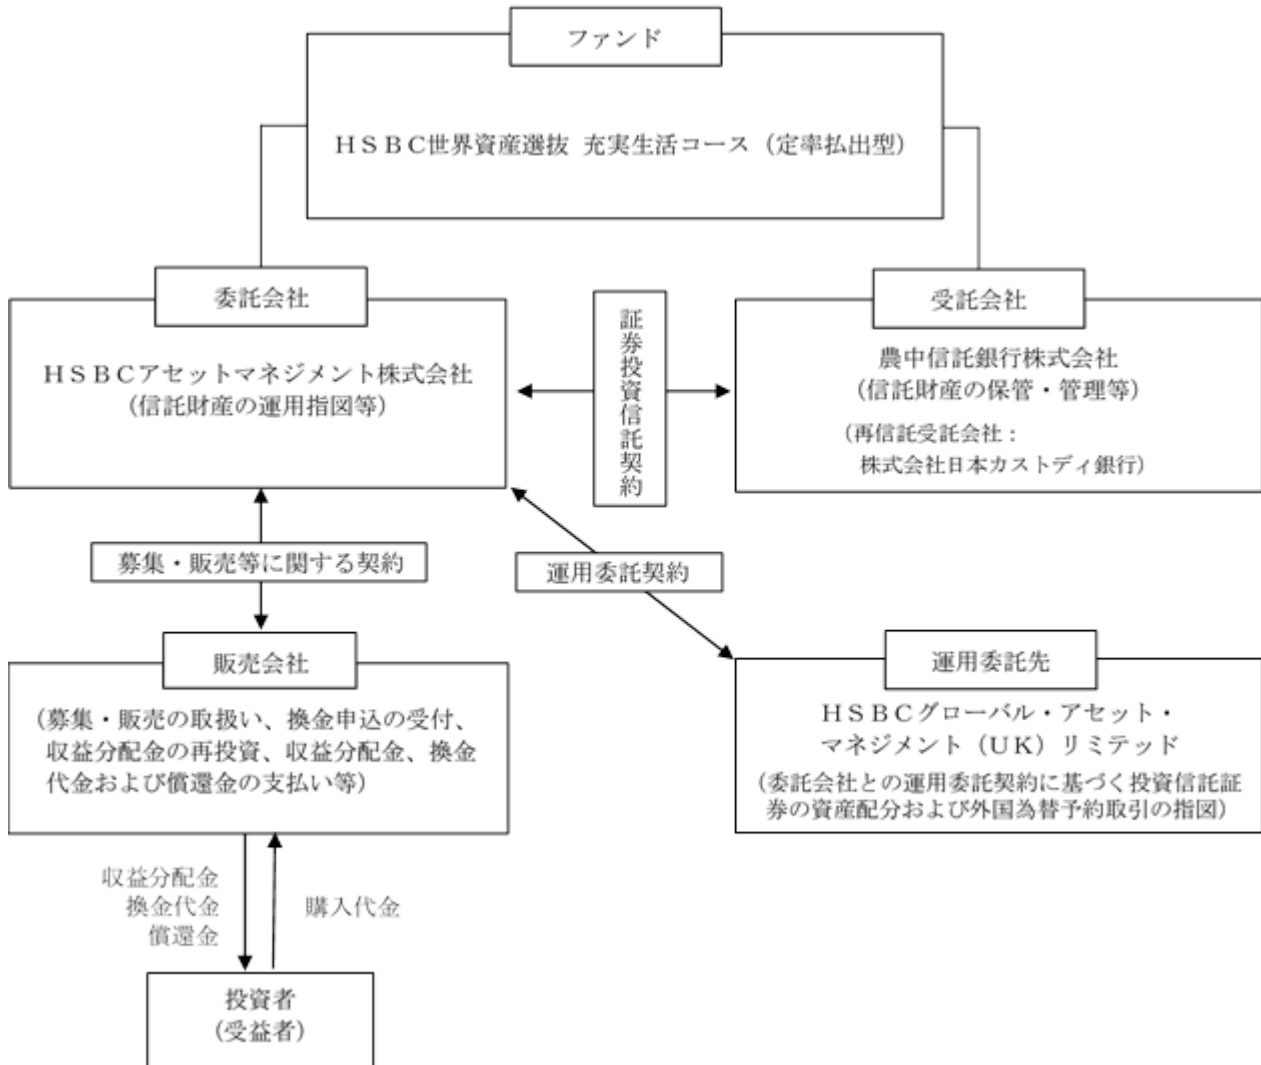 ファンド
ＨＳＢＣ世界資産選抜 充実生活コース（定率払出型）
委託会社
ＨＳＢＣアセットマネジメント株式会社
（信託財産の運用指図等）
証券投資信託契約
受託会社
農中信託銀行株式会社
（信託財産の保管・管理等）
（再信託受託会社：
株式会社日本カストディ銀行）
募集・販売等に関する契約
運用委託契約
販売会社
（募集・販売の取扱い、換金申込の受付、
収益分配金の再投資、収益分配金、換金
代金および償還金の支払い等）
運用委託先
ＨＳＢＣグローバル・アセット・
マネジメント（ＵＫ）リミテッド
（委託会社との運用委託契約に基づく投資信託証
券の資産配分および外国為替予約取引の指図）
収益分配金
換金代金
償還金
購入代金
投資者
（受益者）